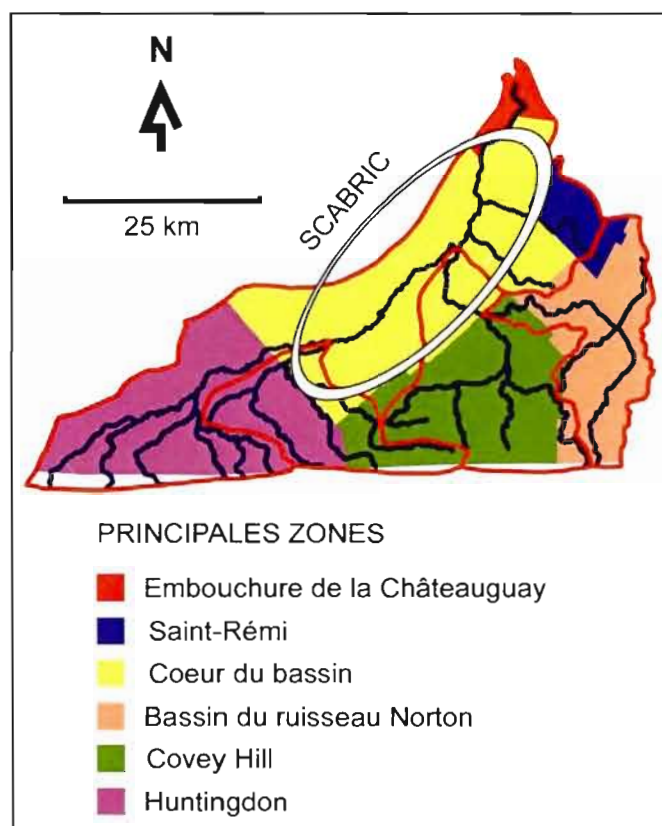 N
25 km
SCABRIC
PRINCIPALES ZONES
Embouchure de la Châteauguay
Saint-Rémi
Coeur du bassin
Bassin du ruisseau Norton
Covey Hill
Huntingdon